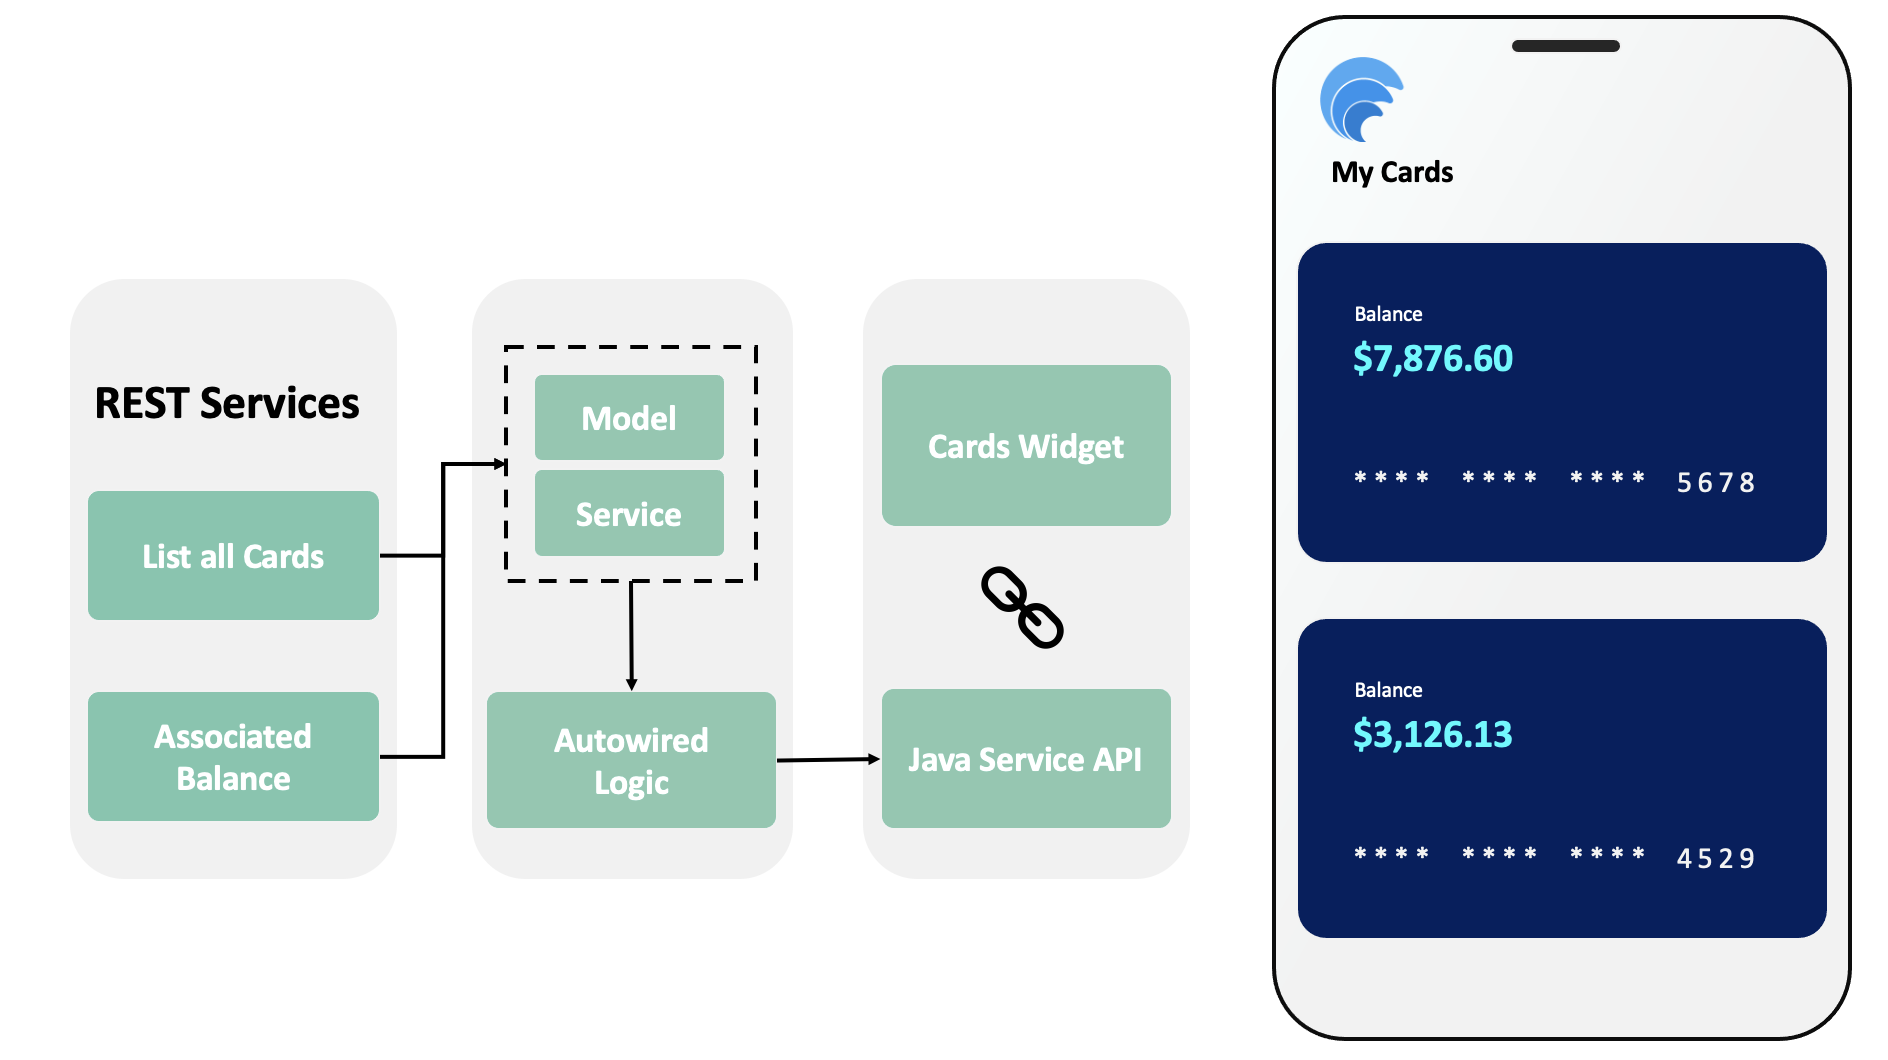 REST Services
List all Cards
Associated
Balance
Model
Service
Autowired
Logic
Cards Widget
Java Service API
My Cards
Balance
$7,876.60
**** **** **** 5678
Balance
$3,126.13
**** **** **** 4529